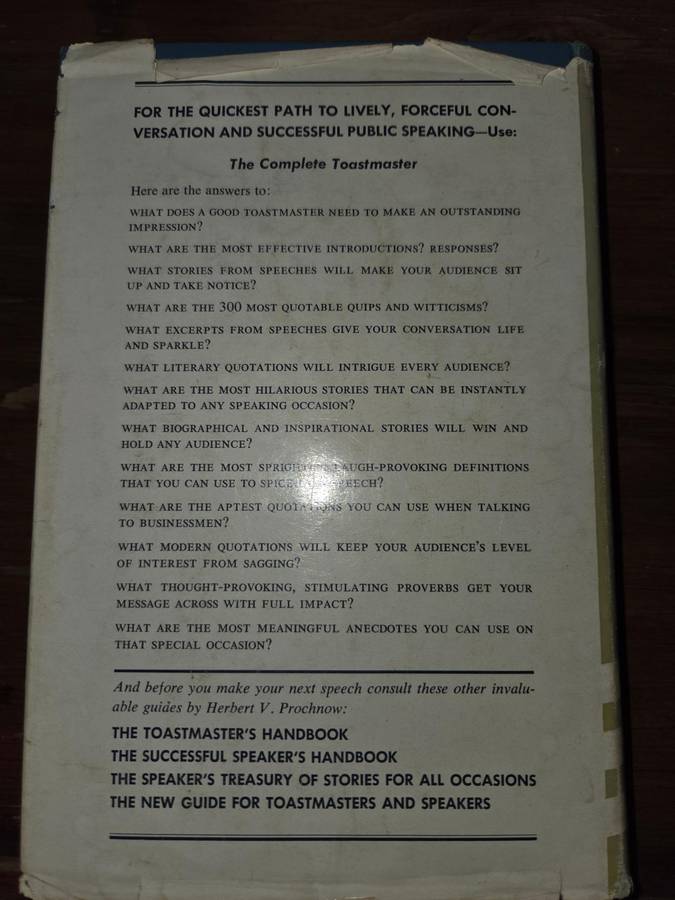 FOR THE QUICKEST PATH TO LIVELY, FORCEFUL CON-
VERSATION AND SUCCESSFUL PUBLIC SPEAKING—Use:
The Complete Toastmaster
Here are the answers to:
WHAT DOES A GOOD TOASTMASTER NEED TO MAKE AN OUTSTANDING
IMPRESSION?
WHAT ARE THE MOST EFFECTIVE INTRODUCTIONS? RESPONSES?
WHAT STORIES FROM SPEECHES WILL MAKE YOUR AUDIENCE SIT
UP AND TAKE NOTICE?
WHAT ARE THE 300 MOST QUOTABLE QUIPS AND WITTICISMS?
WHAT EXCERPTS FROM SPEECHES GIVE YOUR CONVERSATION LIFE
AND SPARKLE?
WHAT LITERARY QUOTATIONS WILL INTRIGUE EVERY AUDIENCE?
WHAT ARE THE MOST HILARIOUS STORIES THAT CAN BE INSTANTLY
ADAPTED TO ANY SPEAKING OCCASION?
WHAT BIOGRAPHICAL AND INSPIRATIONAL STORIES WILL WIN AND
HOLD ANY AUDIENCE?
WHAT ARE THE MOST LAUGH-PROVOKING DEFINITIONS
THAT YOU CAN USE TO SPICE SPEECH?
WHAT ARE THE APTEST QUOTATIONS YOU CAN USE WHEN TALKING
TO BUSINESSMEN?
WHAT MODERN QUOTATIONS WILL KEEP YOUR AUDIENCE'S LEVEL
OF INTEREST FROM SAGGING?
WHAT THOUGHT-PROVOKING, STIMULATING PROVERBS GET YOUR
MESSAGE ACROSS WITH FULL IMPACT?
WHAT ARE THE MOST MEANINGFUL ANECDOTES YOU CAN USE ON
THAT SPECIAL OCCASION?
And before you make your next speech consult these other invalu-
able guides by Herbert V. Prochnow:
THE TOASTMASTER'S HANDBOOK
THE SUCCESSFUL SPEAKER'S HANDBOOK
THE SPEAKER'S TREASURY OF STORIES FOR ALL OCCASIONS
THE NEW GUIDE FOR TOASTMASTERS AND SPEAKERS